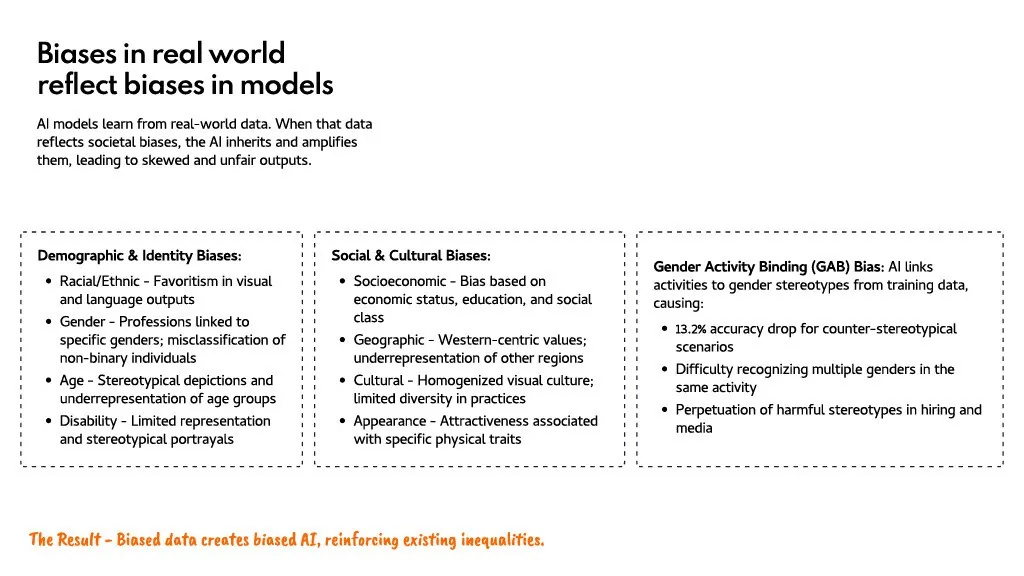 Biases in real world
reflect biases in models
AI models learn from real-world data. When that data
reflects societal biases, the AI inherits and amplifies
them, leading to skewed and unfair outputs.
Demographic & Identity Biases:
• Racial/Ethnic - Favoritism in visual
and language outputs
• Gender - Professions linked to
specific genders; misclassification of
non-binary individuals
• Age - Stereotypical depictions and
underrepresentation of age groups
• Disability - Limited representation
and stereotypical portrayals
Social & Cultural Biases:
• Socioeconomic - Bias based on
economic status, education, and social
class
• Geographic - Western-centric values;
underrepresentation of other regions
• Cultural - Homogenized visual culture;
limited diversity in practices
• Appearance - Attractiveness associated
with specific physical traits
Gender Activity Binding (GAB) Bias: AI links
activities to gender stereotypes from training data,
causing:
• 13.2% accuracy drop for counter-stereotypical
scenarios
• Difficulty recognizing multiple genders in the
same activity
• Perpetuation of harmful stereotypes in hiring and
media
The Result - Biased data creates biased AI, reinforcing existing inequalities.